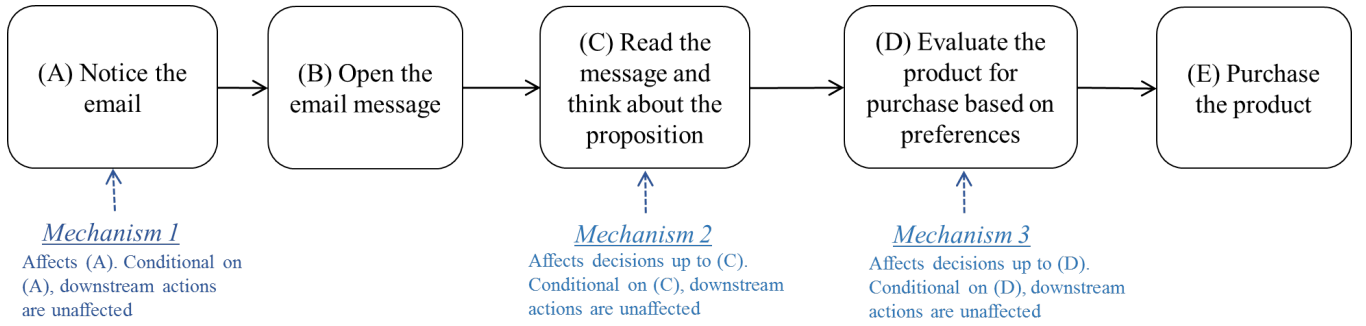 (A) Notice the
email
(B) Open the
email message
(C) Read the
message and
think about the
proposition
(D) Evaluate the
product for
purchase based on
preferences
(E) Purchase
the product
Mechanism 1
Affects (A). Conditional on
(A), downstream actions
are unaffected
Mechanism 2
Affects decisions up to (C).
Conditional on (C), downstream
actions are unaffected
Mechanism 3
Affects decisions up to (D).
Conditional on (D), downstream
actions are unaffected